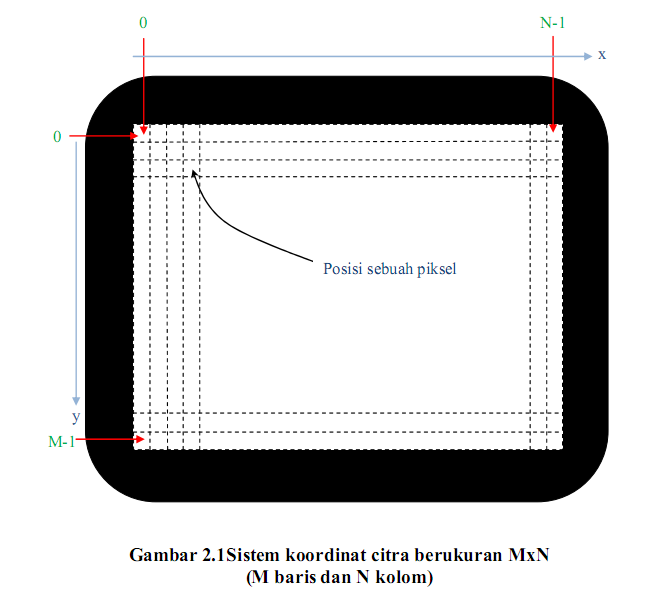 0
N-1
x
0
Posisi sebuah piksel
y
M-1
Gambar 2.1Sistem koordinat citra berukuran MxN
(M baris dan N kolom)